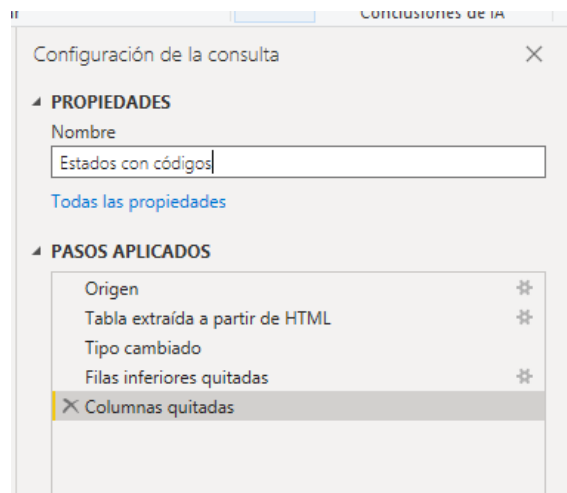 Conclusiones de IA
Configuración de la consulta
PROPIEDADES
Nombre
Estados con códigos
Todas las propiedades
PASOS APLICADOS
Origen
Tabla extraída a partir de HTML
Tipo cambiado
Filas inferiores quitadas
Columnas quitadas